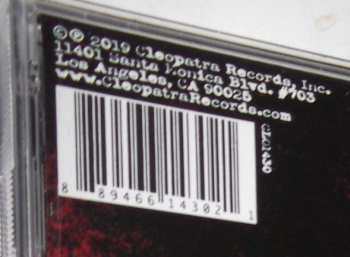 ℗ © 2019 Cleopatra Records, Inc.
11401 Santa Monica Blvd. #703
Los Angeles, CA 90025
www.CleopatraRecords.com
8 89466 14302 1